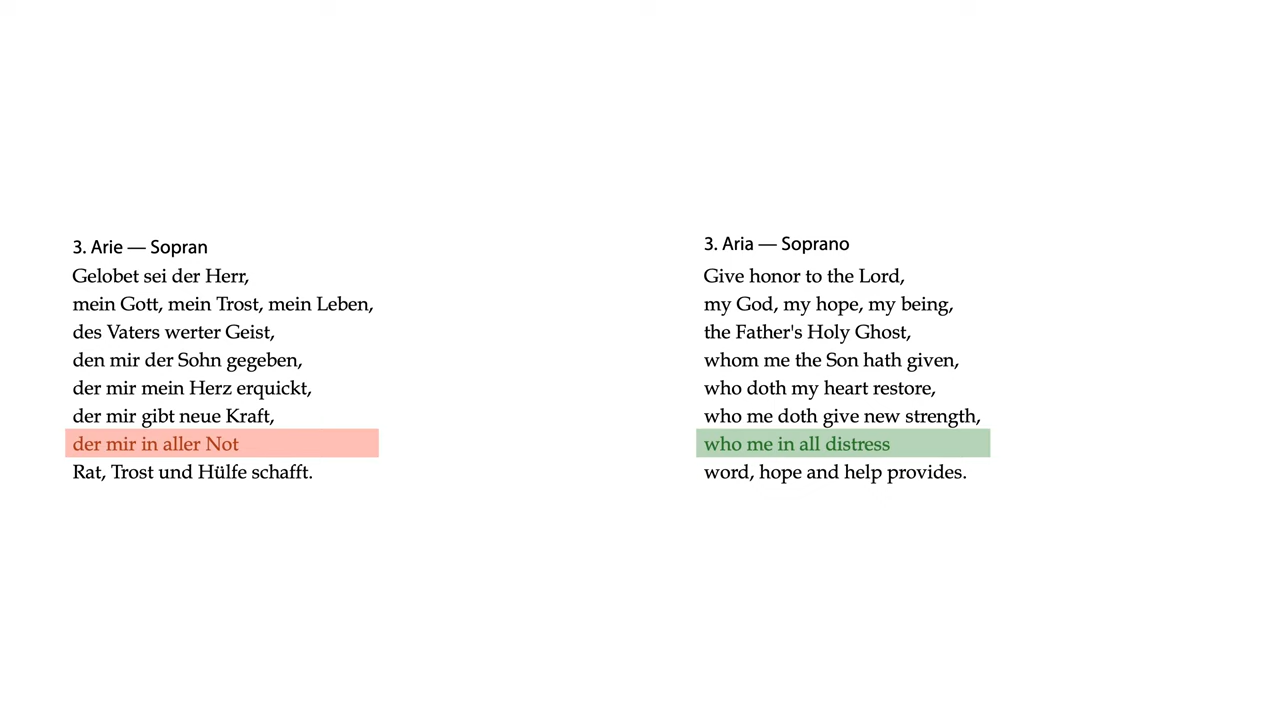 3. Arie — Sopran
Gelobet sei der Herr,
mein Gott, mein Trost, mein Leben,
des Vaters werter Geist,
den mir der Sohn gegeben,
der mir mein Herz erquickt,
der mir gibt neue Kraft,
der mir in aller Not
Rat, Trost und Hülfe schafft.
3. Aria — Soprano
Give honor to the Lord,
my God, my hope, my being,
the Father's Holy Ghost,
whom me the Son hath given,
who doth my heart restore,
who me doth give new strength,
who me in all distress
word, hope and help provides.